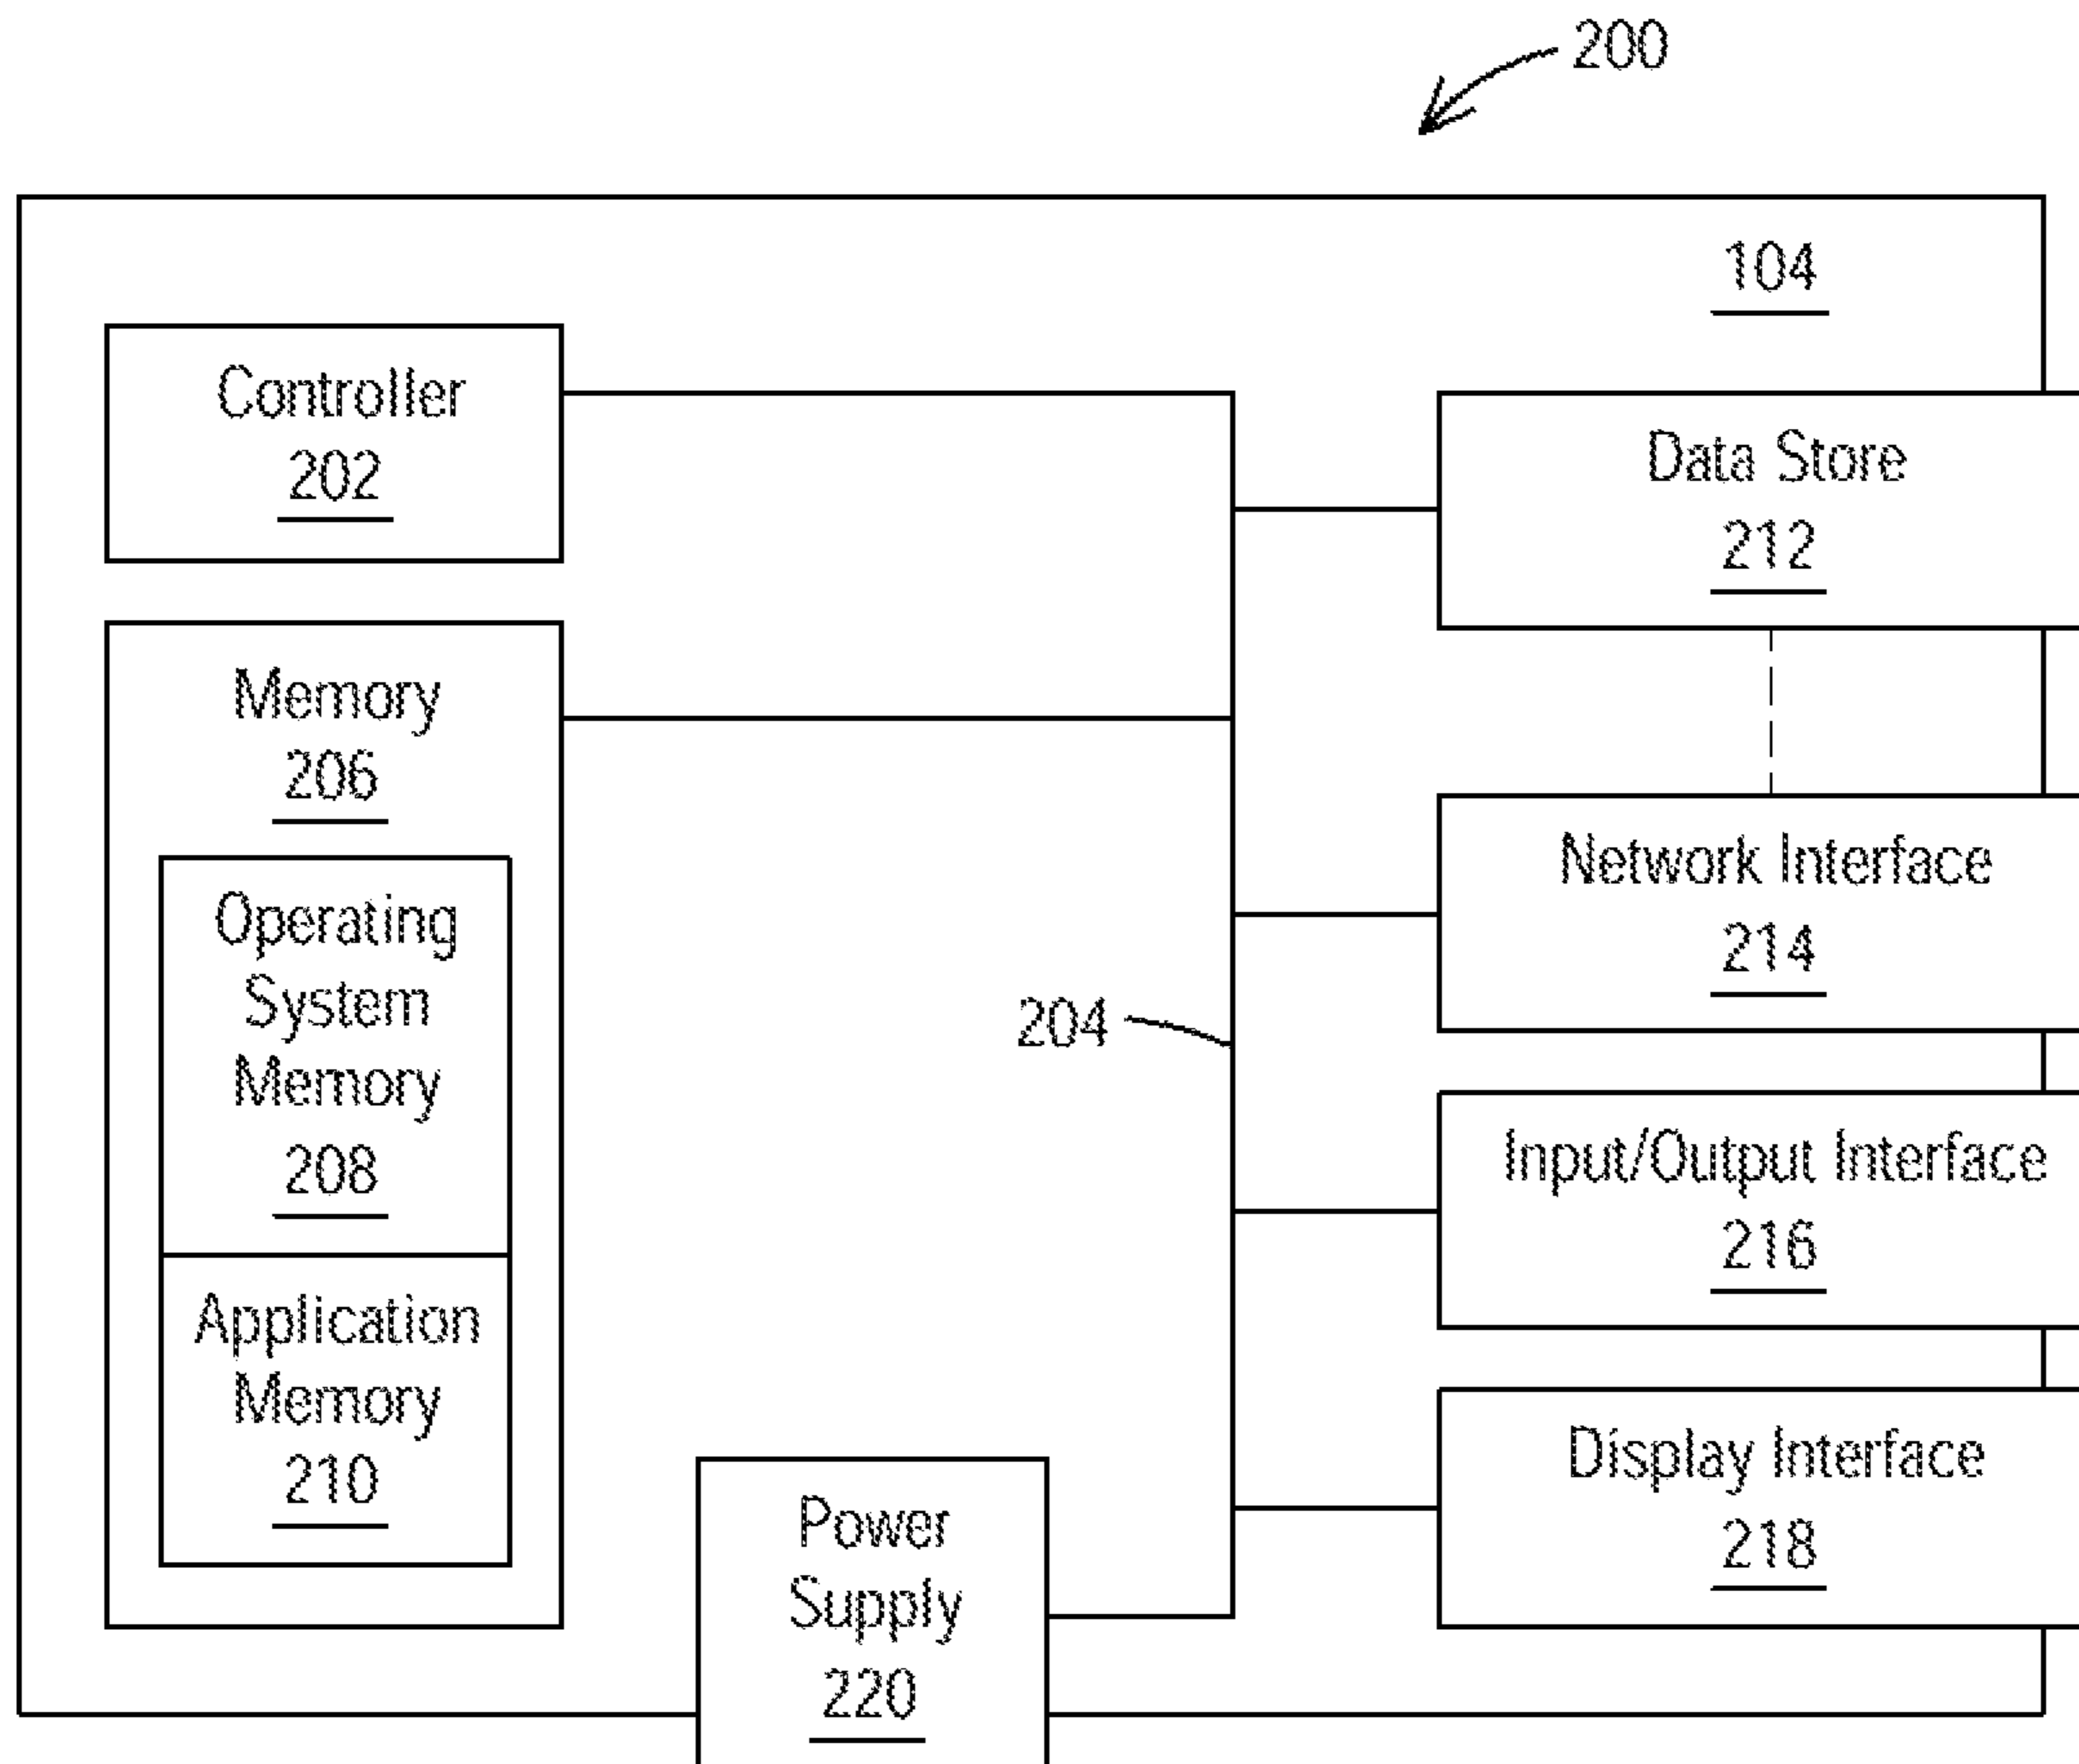 200
104
Controller
202
Data Store
212
Memory
206
Operating
System
Memory
208
Application
Memory
210
Network Interface
214
204
Input/Output Interface
216
Display Interface
218
Power
Supply
220